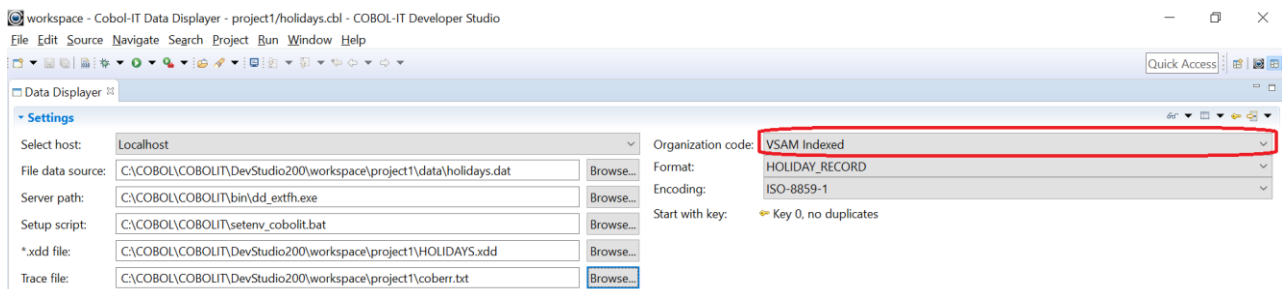 workspace - Cobol-IT Data Displayer - project1/holidays.cbl - COBOL-IT Developer Studio
File Edit Source Navigate Search Project Run Window Help
Quick Access
Data Displayer
Settings
Select host: Localhost
Organization code: VSAM Indexed
File data source: C:\COBOL\COBOLIT\DevStudio200\workspace\project1\data\holidays.dat Browse...
Format: HOLIDAY_RECORD
Server path: C:\COBOL\COBOLIT\bin\dd_extfh.exe Browse...
Encoding: ISO-8859-1
Setup script: C:\COBOL\COBOLIT\setenv_cobolit.bat Browse...
Start with key: Key 0, no duplicates
*.xdd file: C:\COBOL\COBOLIT\DevStudio200\workspace\project1\HOLIDAYS.xdd Browse...
Trace file: C:\COBOL\COBOLIT\DevStudio200\workspace\project1\coberr.txt Browse...